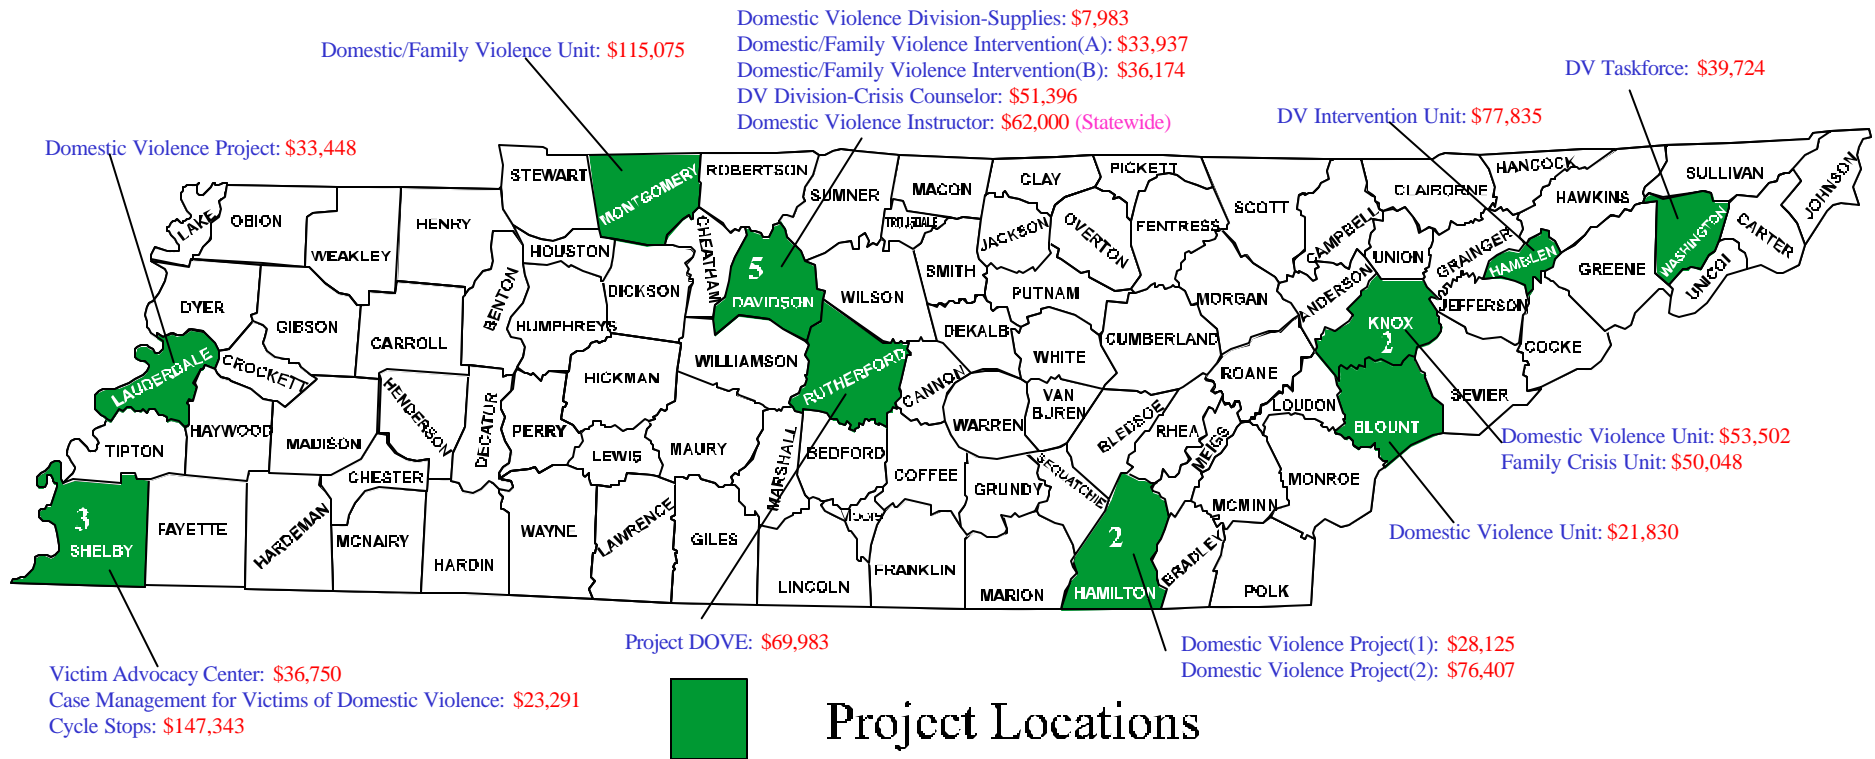 Domestic Violence Division-Supplies: $7,983
Domestic/Family Violence Unit: $115,075
Domestic/Family Violence Intervention(A): $33,937
Domestic/Family Violence Intervention(B): $36,174
DV Taskforce: $39,724
DV Division-Crisis Counselor: $51,396
DV Intervention Unit: $77,835
Domestic Violence Instructor: $62,000 (Statewide)
Domestic Violence Project: $33,448
STEWART
MONTGOMERY
ROBERTSON
SUMNER
MACON
CLAY
PICKETT
SCOTT
CAMPBELL
CLAIBORNE
HANCOCK
HAWKINS
SULLIVAN
JOHNSON
LAKE
OBION
WEAKLEY
HENRY
HOUSTON
CHEATHAM
TROUSDALE
JACKSON
OVERTON
FENTRESS
UNION
GRAINGER
HAMBLEN
GREENE
WASHINGTON
UNICOI
CARTER
DYER
GIBSON
CARROLL
BENTON
HUMPHREYS
DICKSON
5
DAVIDSON
WILSON
SMITH
PUTNAM
MORGAN
ANDERSON
KNOX
2
JEFFERSON
COCKE
LAUDERDALE
CROCKETT
HENDERSON
DECATUR
PERRY
HICKMAN
WILLIAMSON
RUTHERFORD
CANNON
DEKALB
WHITE
CUMBERLAND
ROANE
LOUDON
BLOUNT
SEVIER
TIPTON
HAYWOOD
MADISON
CHESTER
LEWIS
MAURY
MARSHALL
BEDFORD
COFFEE
WARREN
VAN
BUREN
BLEDSOE
RHEA
MEIGS
MONROE
Domestic Violence Unit: $53,502
Family Crisis Unit: $50,048
3
SHELBY
FAYETTE
HARDEMAN
MCNAIRY
HARDIN
WAYNE
LAWRENCE
GILES
LINCOLN
FRANKLIN
GRUNDY
SEQUATCHIE
MARION
2
HAMILTON
BRADLEY
MCMINN
POLK
Domestic Violence Unit: $21,830
Project DOVE: $69,983
Domestic Violence Project(1): $28,125
Domestic Violence Project(2): $76,407
Victim Advocacy Center: $36,750
Case Management for Victims of Domestic Violence: $23,291
Cycle Stops: $147,343
Project Locations